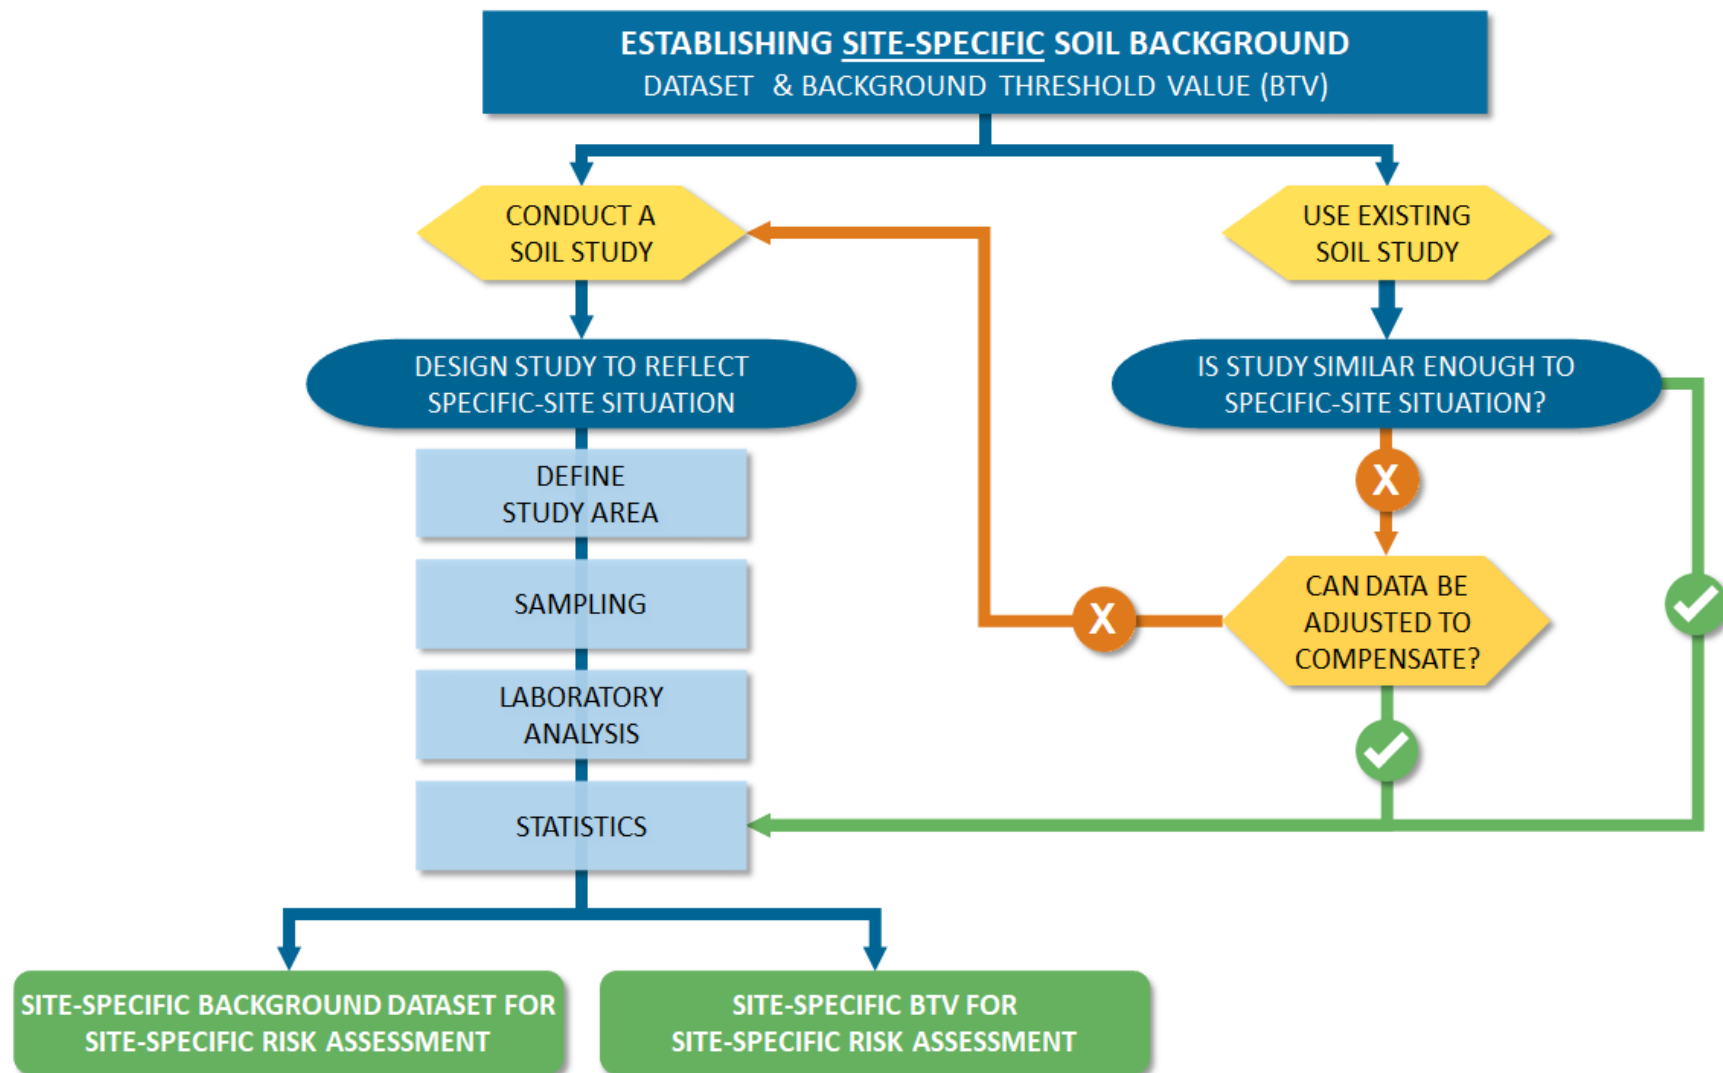 ESTABLISHING SITE-SPECIFIC SOIL BACKGROUND
DATASET & BACKGROUND THRESHOLD VALUE (BTV)
CONDUCT A
SOIL STUDY
USE EXISTING
SOIL STUDY
DESIGN STUDY TO REFLECT
SPECIFIC-SITE SITUATION
IS STUDY SIMILAR ENOUGH TO
SPECIFIC-SITE SITUATION?
DEFINE
STUDY AREA
X
SAMPLING
X
CAN DATA BE
ADJUSTED TO
COMPENSATE?
LABORATORY
ANALYSIS
STATISTICS
SITE-SPECIFIC BACKGROUND DATASET FOR
SITE-SPECIFIC RISK ASSESSMENT
SITE-SPECIFIC BTV FOR
SITE-SPECIFIC RISK ASSESSMENT